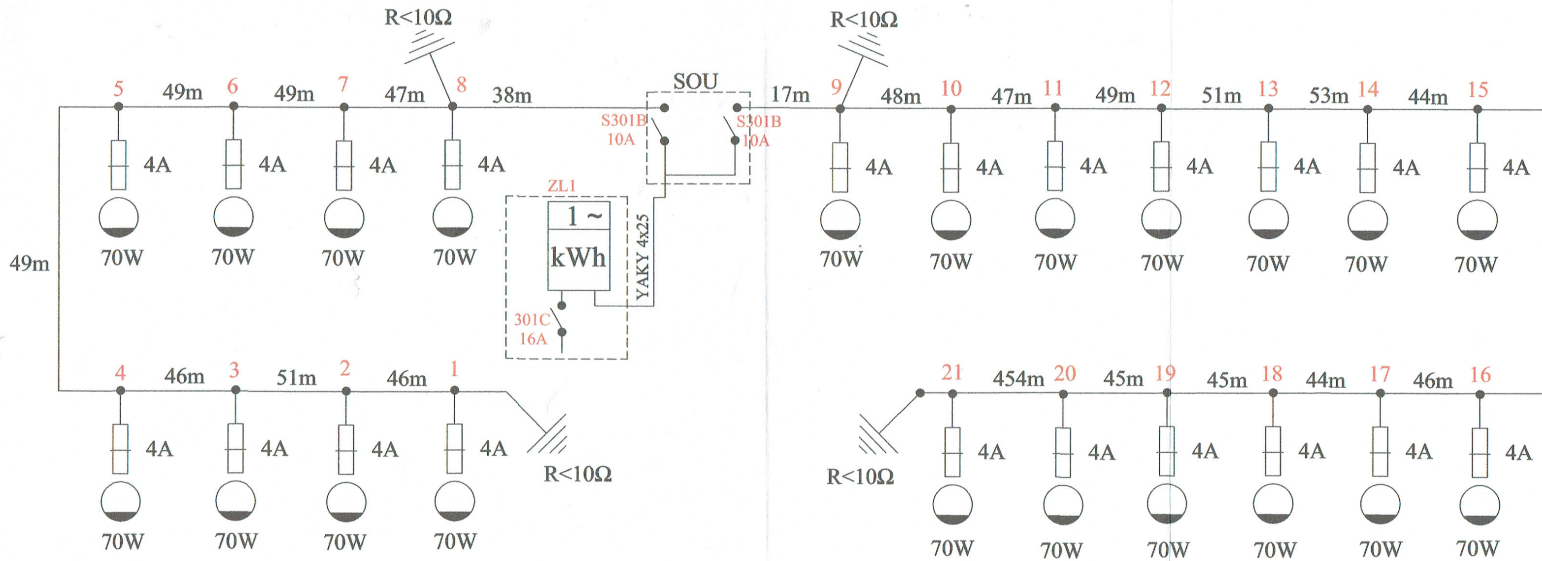 R<10Ω
R<10Ω
5 49m 6 49m 7 47m 8 38m SOU 17m 9 48m 10 47m 11 49m 12 51m 13 53m 14 44m 15
S301B
10A
S301B
10A
4A 4A 4A 4A 4A 4A 4A 4A 4A 4A 4A
70W 70W 70W 70W 70W 70W 70W 70W 70W 70W 70W
ZL1
1 ~
kWh
YAKY 4x25
301C
16A
49m
4 46m 3 51m 2 46m 1
R<10Ω
4A 4A 4A 4A
70W 70W 70W 70W
21 454m 20 45m 19 45m 18 44m 17 46m 16
R<10Ω
4A 4A 4A 4A 4A 4A
70W 70W 70W 70W 70W 70W